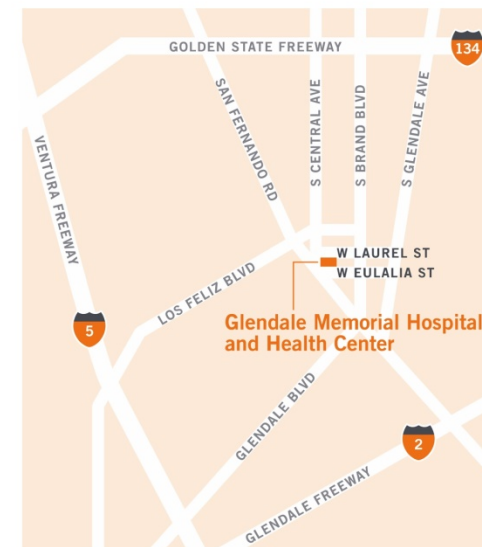 GOLDEN STATE FREEWAY
134
SAN FERNANDO RD
S CENTRAL AVE
S BRAND BLVD
S GLENDALE AVE
VENTURA FREEWAY
W LAUREL ST
W EULALIA ST
LOS FELIZ BLVD
5
Glendale Memorial Hospital
and Health Center
GLENDALE BLVD
2
GLENDALE FREEWAY